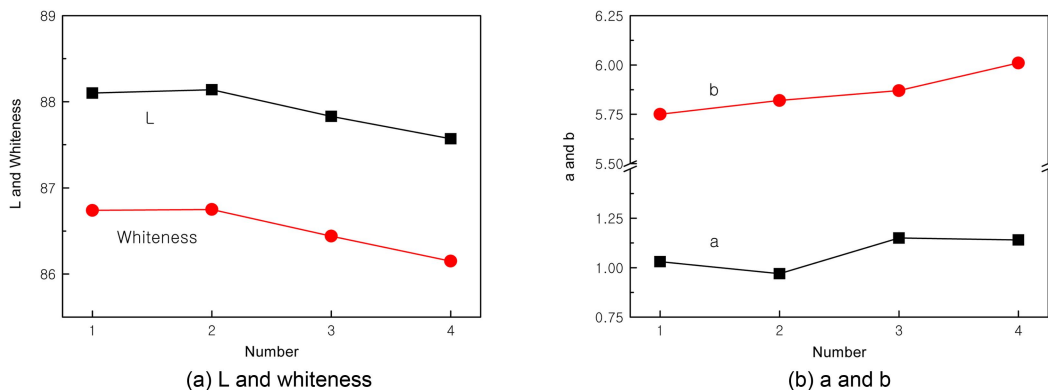 L and Whiteness
89
88
87
86
L
Whiteness
1 2 3 4
Number
(a) L and whiteness
a and b
6.25
6.00
5.75
5.50
1.25
1.00
0.75
b
a
1 2 3 4
Number
(b) a and b